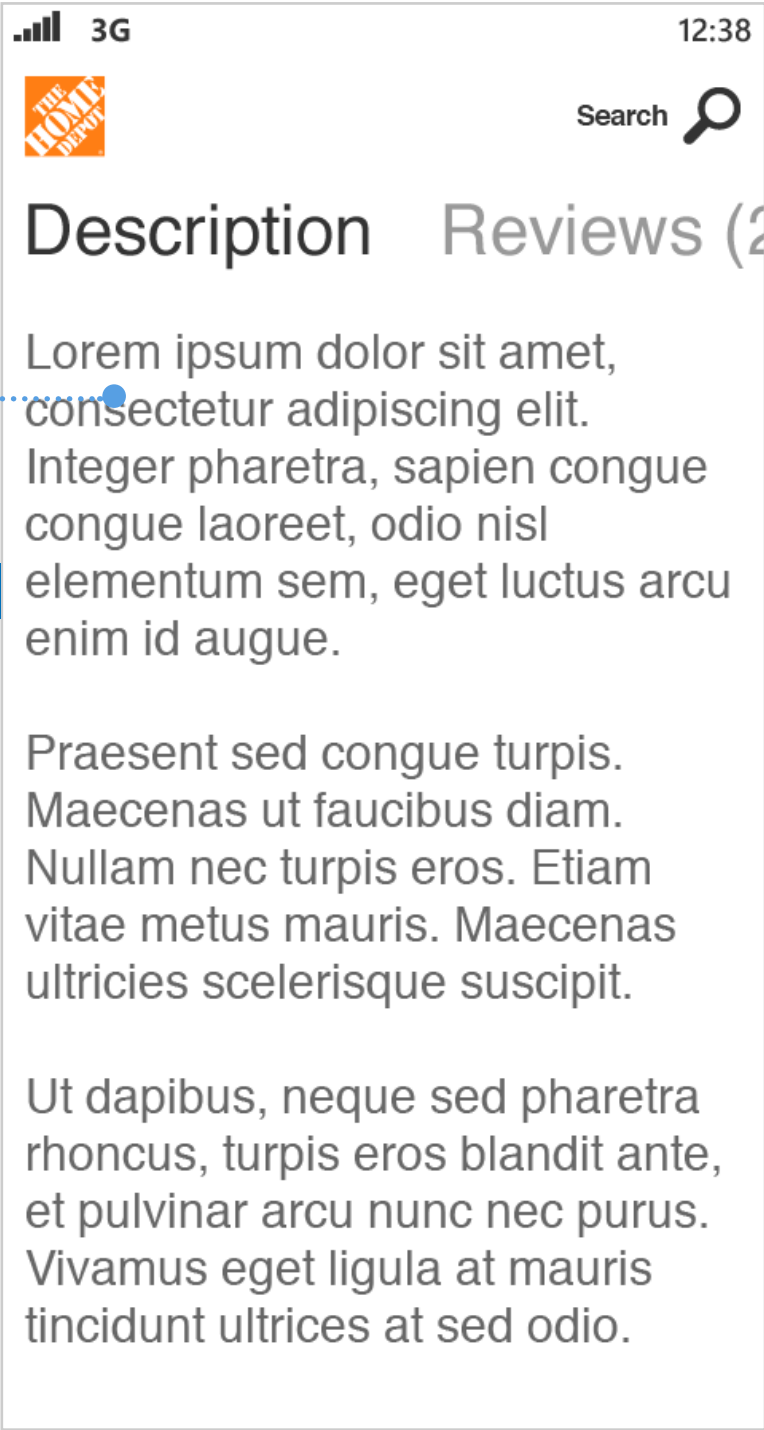 3G 12:38
THE
HOME
DEPOT
Search
Description Reviews (2
Lorem ipsum dolor sit amet,
consectetur adipiscing elit.
Integer pharetra, sapien congue
congue laoreet, odio nisl
elementum sem, eget luctus arcu
enim id augue.
Praesent sed congue turpis.
Maecenas ut faucibus diam.
Nullam nec turpis eros. Etiam
vitae metus mauris. Maecenas
ultricies scelerisque suscipit.
Ut dapibus, neque sed pharetra
rhoncus, turpis eros blandit ante,
et pulvinar arcu nunc nec purus.
Vivamus eget ligula at mauris
tincidunt ultrices at sed odio.